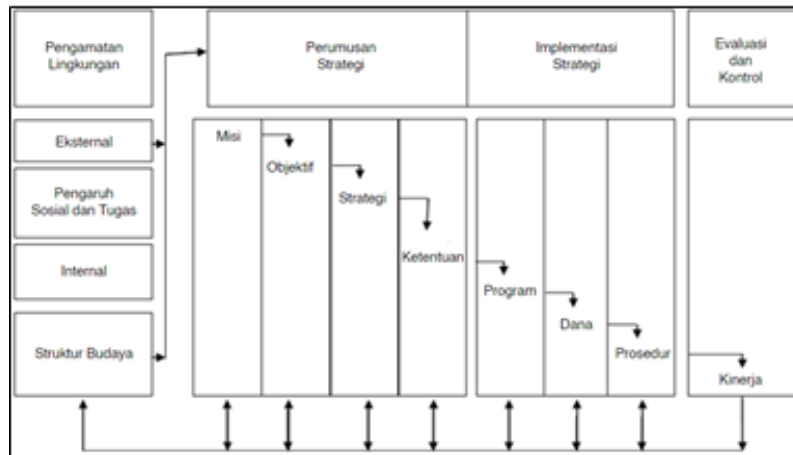 Pengamatan
Lingkungan
Perumusan
Strategi
Implementasi
Strategi
Evaluasi
dan
Kontrol
Eksternal
Pengaruh
Sosial dan Tugas
Internal
Struktur Budaya
Misi
Objektif
Strategi
Ketentuan
Program
Dana
Prosedur
Kinerja